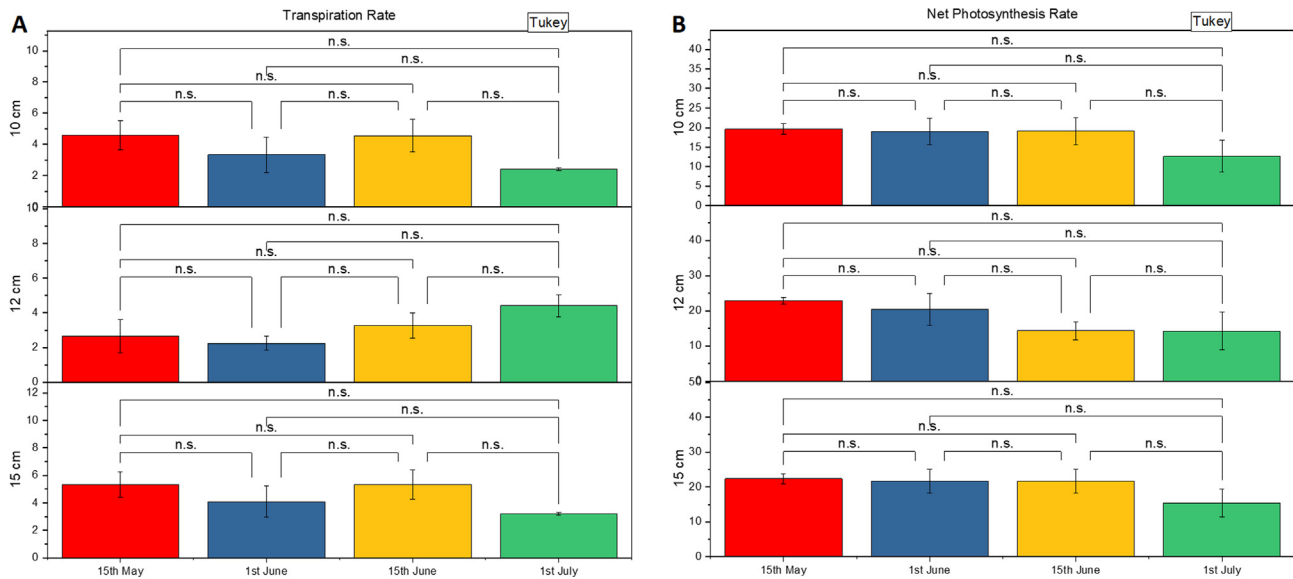 A
Transpiration Rate
Tukey
10 cm
10
8
6
4
2
0
n.s.
n.s.
n.s.
n.s.
n.s.
n.s.
12 cm
10
8
6
4
2
0
n.s.
n.s.
n.s.
n.s.
n.s.
n.s.
15 cm
12
10
8
6
4
2
0
n.s.
n.s.
n.s.
n.s.
n.s.
n.s.
15th May 1st June 15th June 1st July
B
Net Photosynthesis Rate
Tukey
10 cm
40
35
30
25
20
15
10
5
n.s.
n.s.
n.s.
n.s.
n.s.
n.s.
12 cm
40
30
20
10
n.s.
n.s.
n.s.
n.s.
n.s.
n.s.
15 cm
50
40
30
20
10
0
n.s.
n.s.
n.s.
n.s.
n.s.
n.s.
15th May 1st June 15th June 1st July